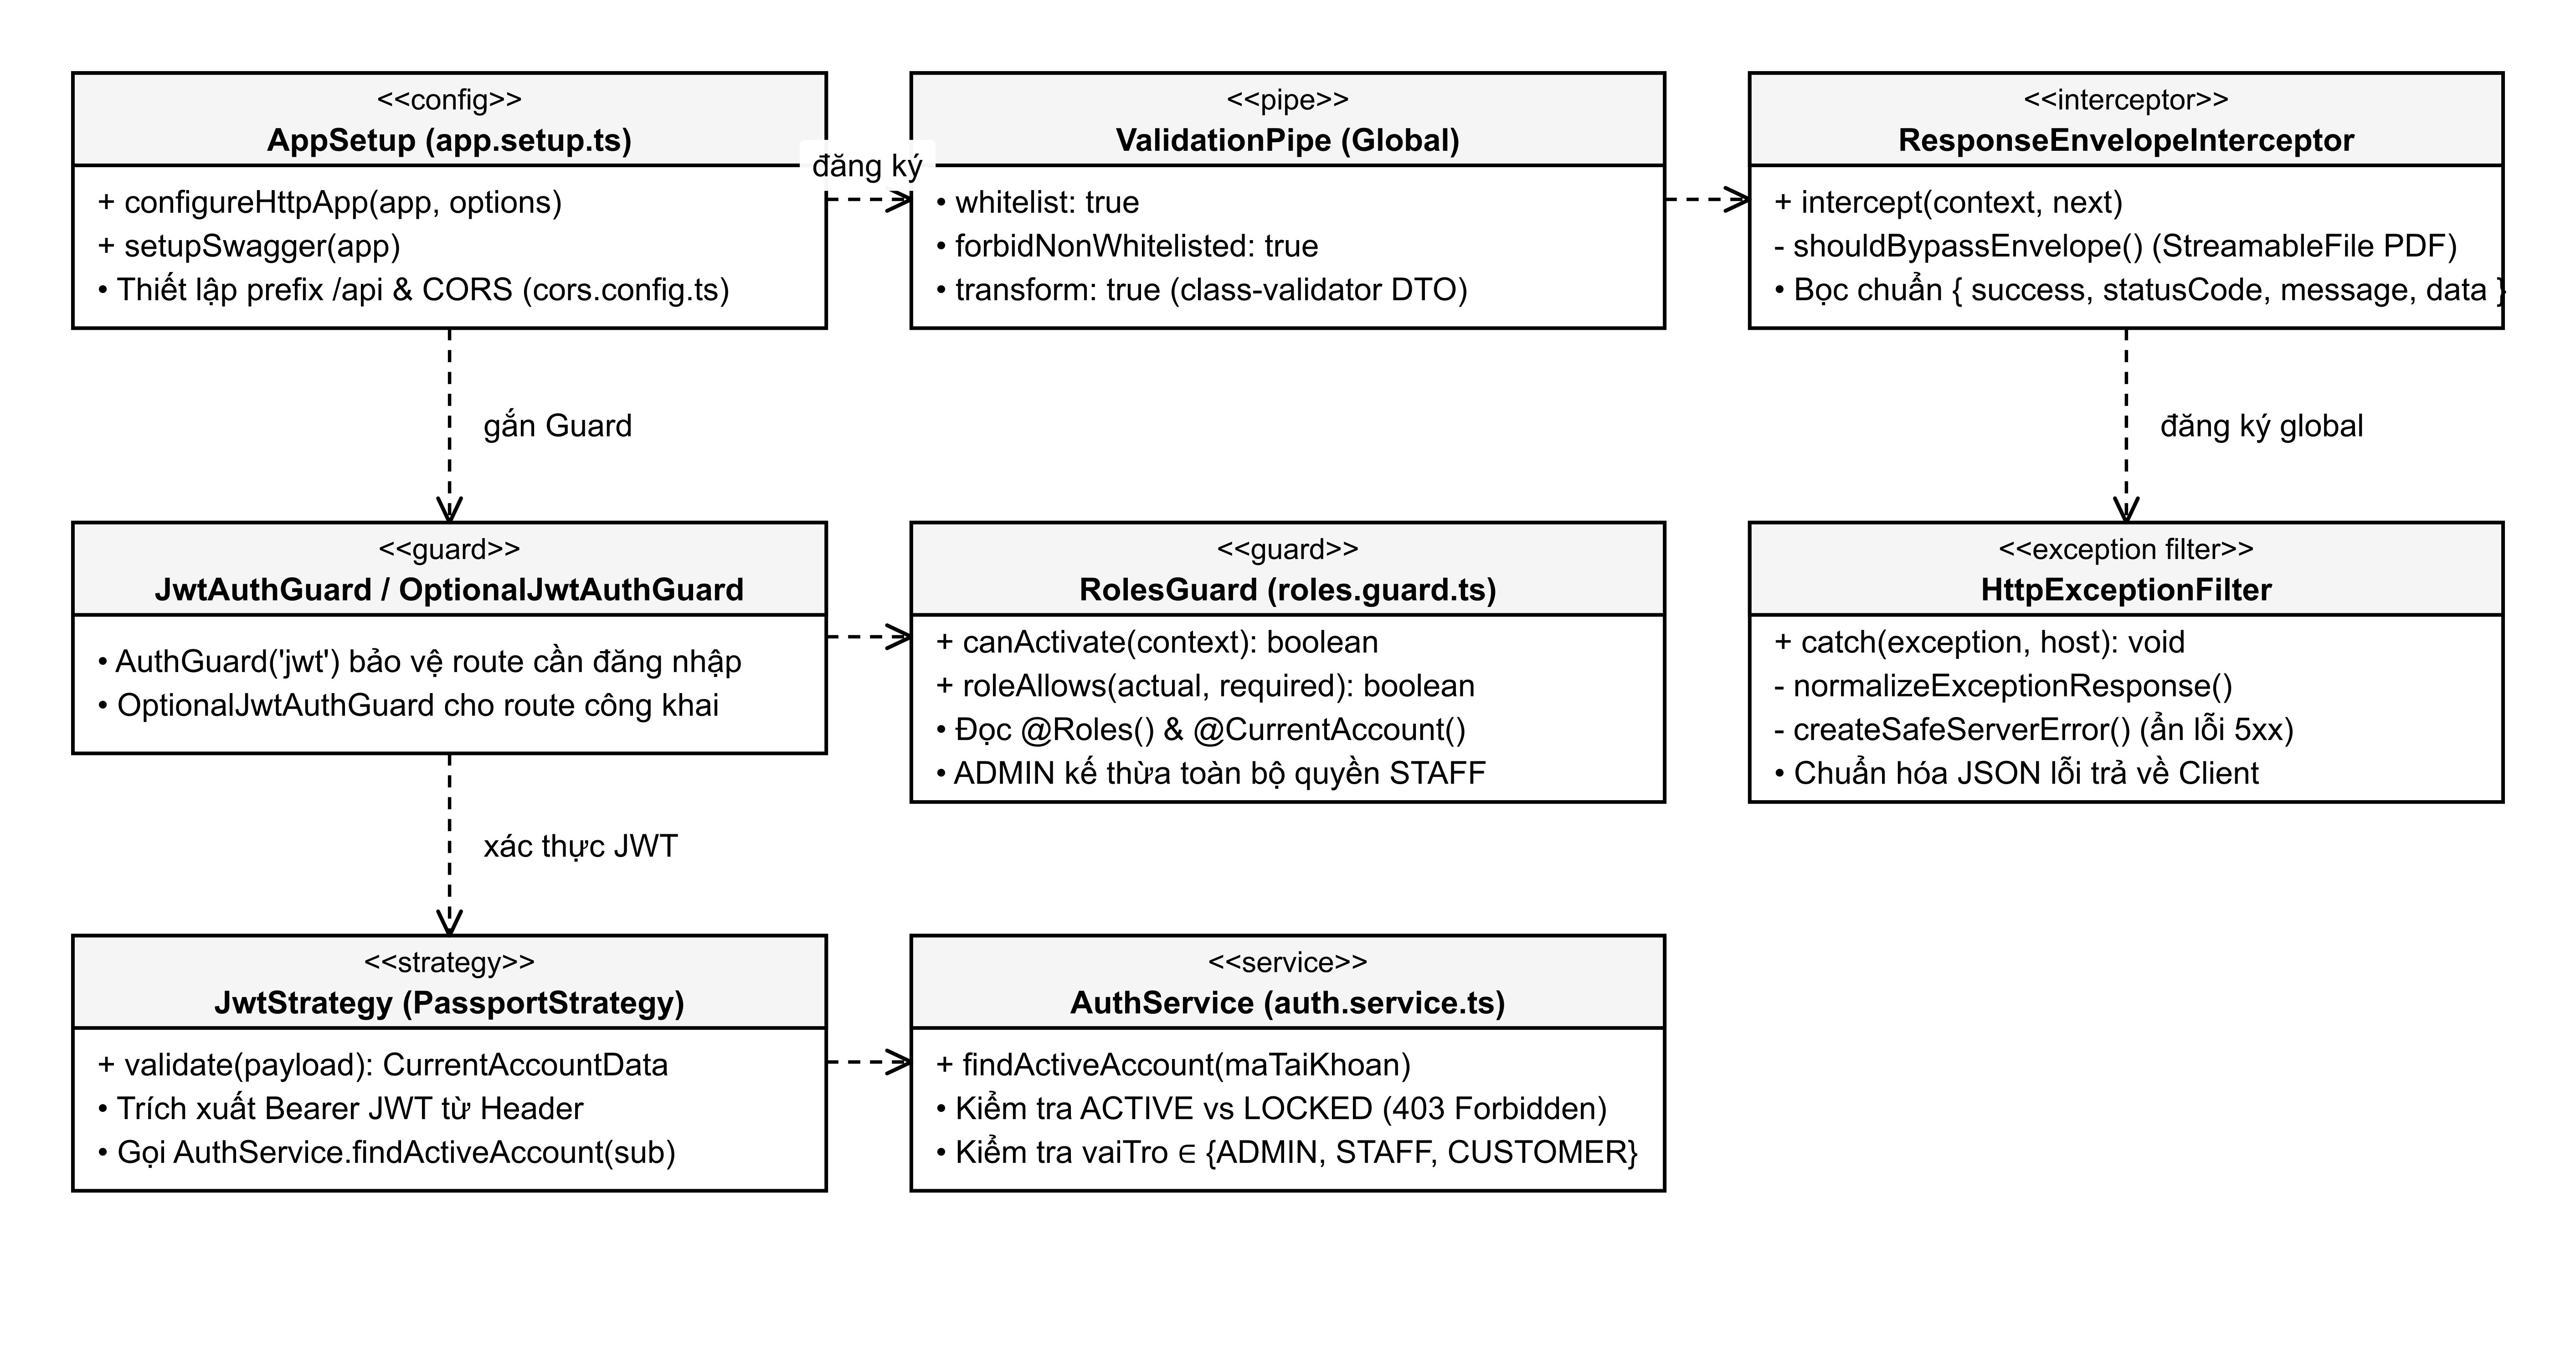 <<config>>
AppSetup (app.setup.ts)
+ configureHttpApp(app, options)
+ setupSwagger(app)
• Thiết lập prefix /api & CORS (cors.config.ts)
đăng ký
<<pipe>>
ValidationPipe (Global)
• whitelist: true
• forbidNonWhitelisted: true
• transform: true (class-validator DTO)
<<interceptor>>
ResponseEnvelopeInterceptor
+ intercept(context, next)
- shouldBypassEnvelope() (StreamableFile PDF)
• Bọc chuẩn { success, statusCode, message, data }
gắn Guard
đăng ký global
<<guard>>
JwtAuthGuard / OptionalJwtAuthGuard
• AuthGuard('jwt') bảo vệ route cần đăng nhập
• OptionalJwtAuthGuard cho route công khai
<<guard>>
RolesGuard (roles.guard.ts)
+ canActivate(context): boolean
+ roleAllows(actual, required): boolean
• Đọc @Roles() & @CurrentAccount()
• ADMIN kế thừa toàn bộ quyền STAFF
<<exception filter>>
HttpExceptionFilter
+ catch(exception, host): void
- normalizeExceptionResponse()
- createSafeServerError() (ẩn lỗi 5xx)
• Chuẩn hóa JSON lỗi trả về Client
xác thực JWT
<<strategy>>
JwtStrategy (PassportStrategy)
+ validate(payload): CurrentAccountData
• Trích xuất Bearer JWT từ Header
• Gọi AuthService.findActiveAccount(sub)
<<service>>
AuthService (auth.service.ts)
+ findActiveAccount(maTaiKhoan)
• Kiểm tra ACTIVE vs LOCKED (403 Forbidden)
• Kiểm tra vaiTro ∈ {ADMIN, STAFF, CUSTOMER}